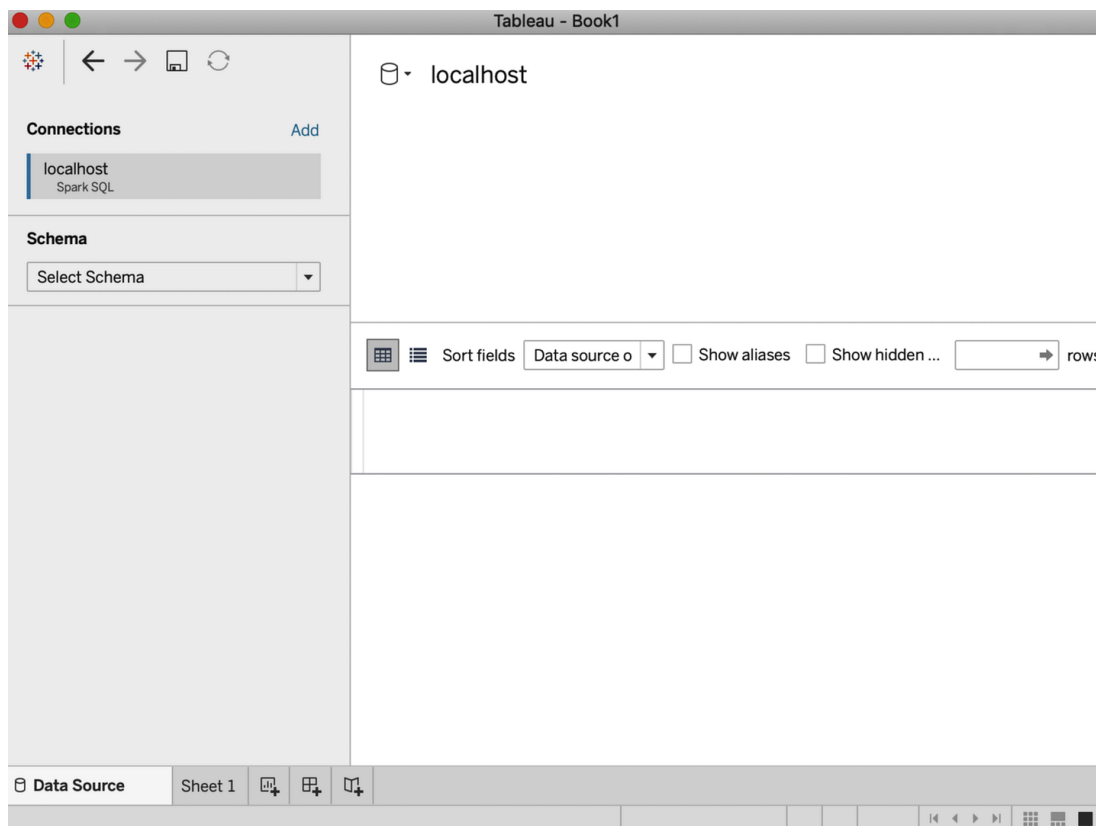 Tableau - Book1
localhost
Connections Add
localhost
Spark SQL
Schema
Select Schema
Sort fields Data source o Show aliases Show hidden ... rows
Data Source Sheet 1